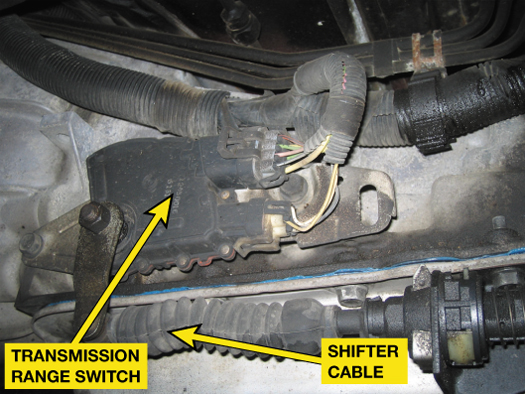 TRANSMISSION
RANGE SWITCH
SHIFTER
CABLE